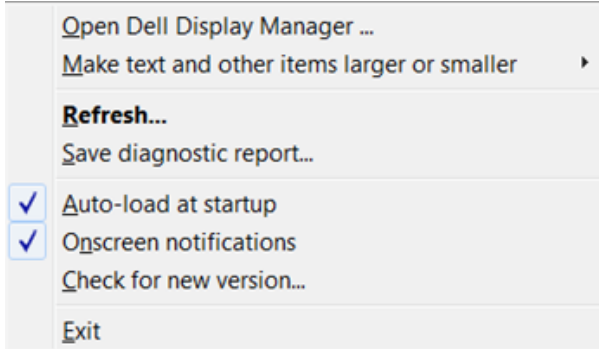 Open Dell Display Manager ...
Make text and other items larger or smaller
Refresh...
Save diagnostic report...
Auto-load at startup
Onscreen notifications
Check for new version...
Exit